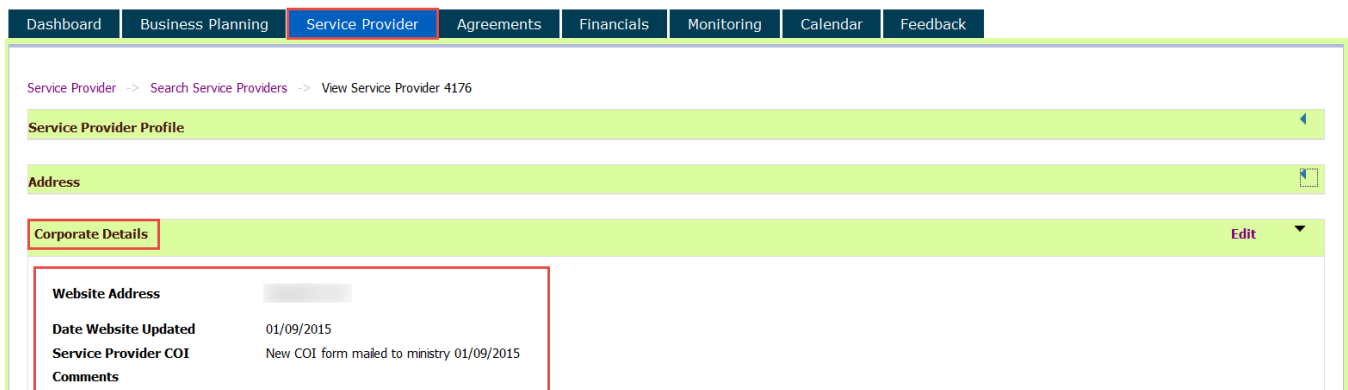 Dashboard Business Planning Service Provider Agreements Financials Monitoring Calendar Feedback
Service Provider -> Search Service Providers -> View Service Provider 4176
Service Provider Profile
Address
Corporate Details Edit
Website Address
Date Website Updated 01/09/2015
Service Provider COI New COI form mailed to ministry 01/09/2015
Comments